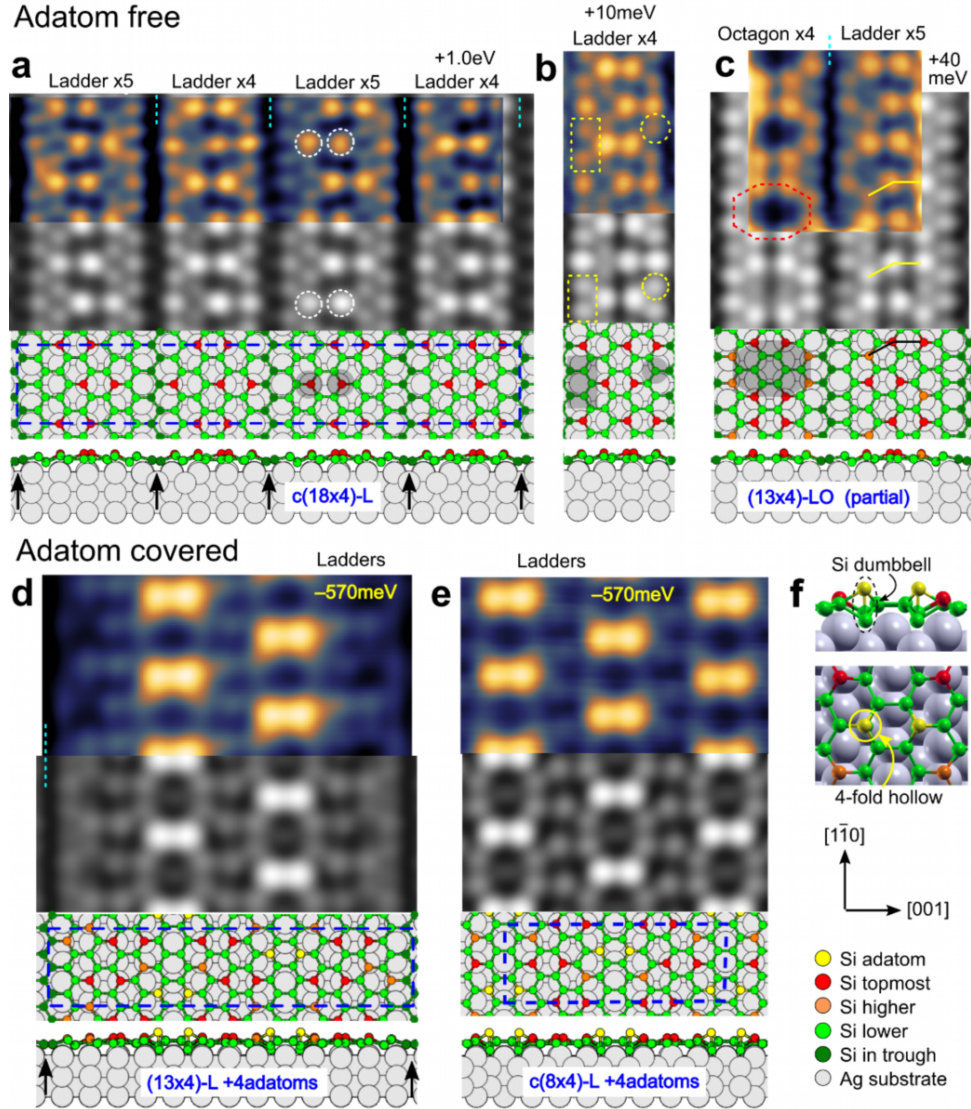 Adatom free
a
Ladder x5
Ladder x4
Ladder x5
+1.0eV
Ladder x4
c(18x4)-L
b
+10meV
Ladder x4
c
Octagon x4
Ladder x5
+40
meV
(13x4)-LO (partial)
Adatom covered
d
Ladders
–570meV
(13x4)-L +4adatoms
e
Ladders
–570meV
c(8x4)-L +4adatoms
f
Si dumbbell
4-fold hollow
[11̄0]
[001]
Si adatom
Si topmost
Si higher
Si lower
Si in trough
Ag substrate